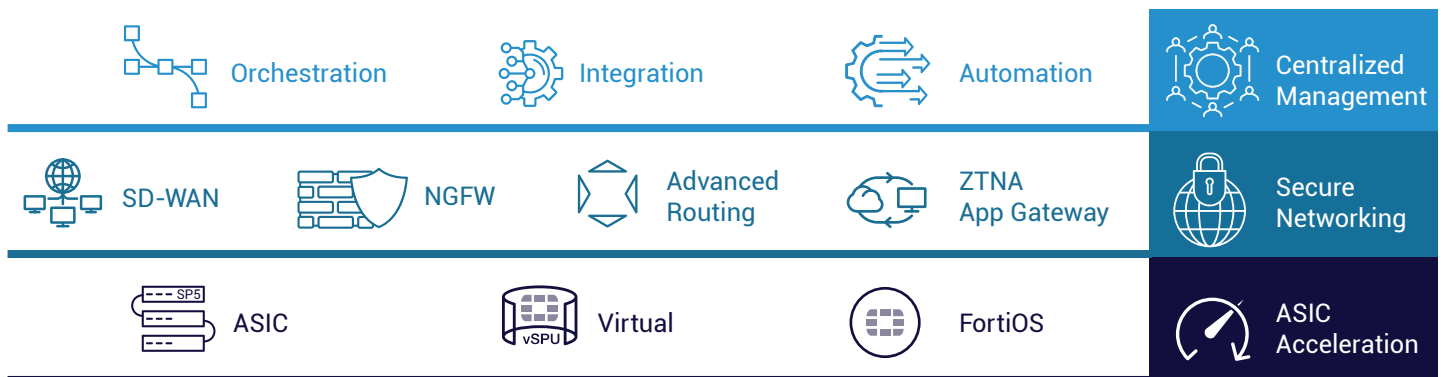 Orchestration
Integration
Automation
Centralized
Management
SD-WAN
NGFW
Advanced
Routing
ZTNA
App Gateway
Secure
Networking
SP5
ASIC
vSPU
Virtual
FortiOS
ASIC
Acceleration